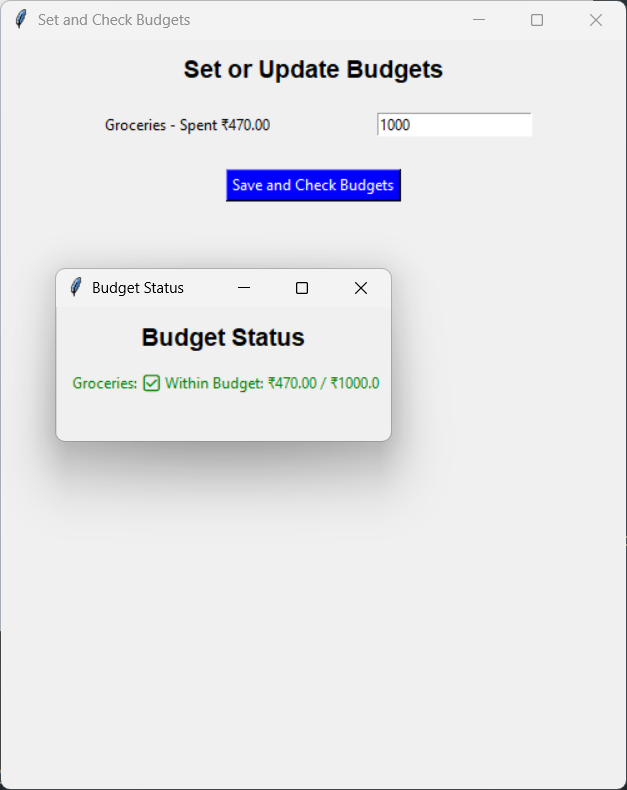 Set and Check Budgets
Set or Update Budgets
Groceries - Spent ₹470.00 1000
Save and Check Budgets
Budget Status
Budget Status
Groceries: ☑ Within Budget: ₹470.00 / ₹1000.0